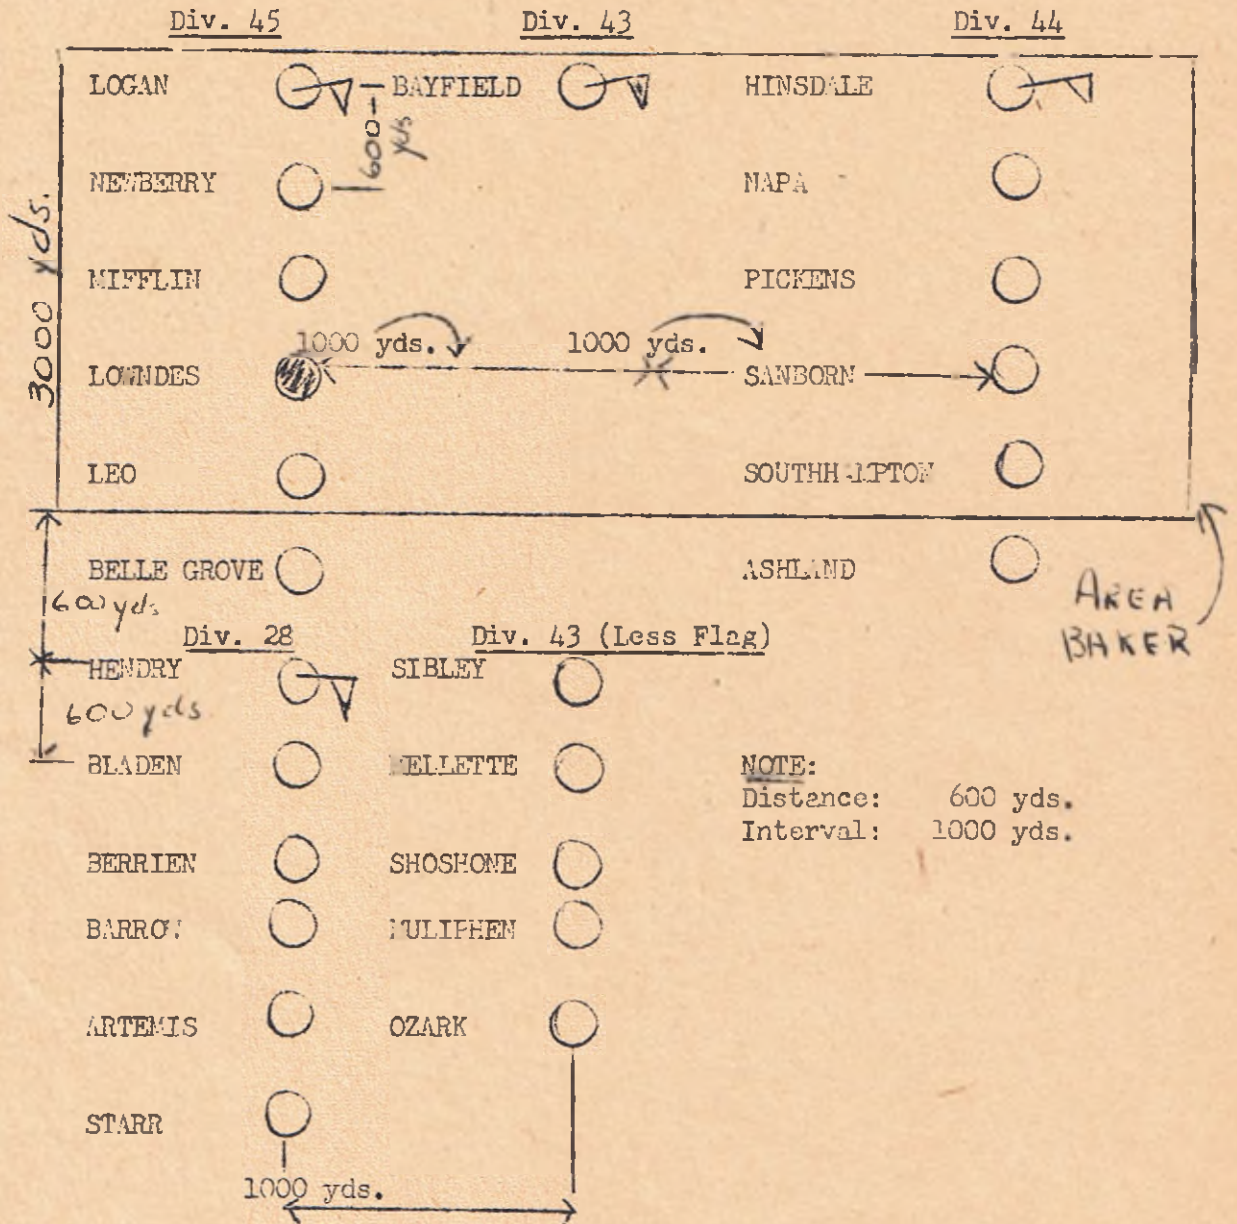 Div. 45 Div. 43 Div. 44
LOGAN BAYFIELD HINSDALE
600 yds
NEWBERRY NAPA
3000 yds.
MIFFLIN PICKENS
1000 yds. 1000 yds.
LOWNDES SANBORN
LEO SOUTHHAMPTON
BELLE GROVE ASHLAND
600 yds
AREA BAKER
Div. 28 Div. 43 (Less Flag)
HENDRY SIBLEY
600 yds
BLADEN MELLETTE NOTE:
Distance: 600 yds.
Interval: 1000 yds.
BERRIEN SHOSHONE
BARROW TULIPHEN
ARTEMIS OZARK
STARR
1000 yds.